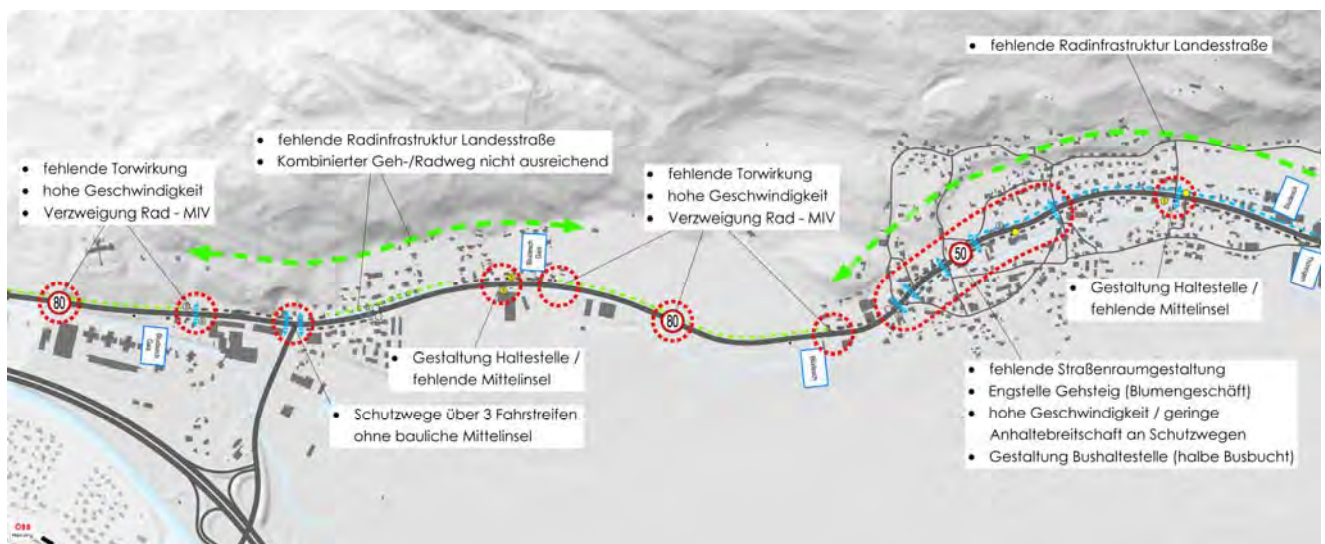 • fehlende Radinfrastruktur Landesstraße
• fehlende Radinfrastruktur Landesstraße
• Kombinierter Geh-/Radweg nicht ausreichend
• fehlende Torwirkung
• hohe Geschwindigkeit
• Verzweigung Rad - MIV
• fehlende Torwirkung
• hohe Geschwindigkeit
• Verzweigung Rad - MIV
80
80
50
• Gestaltung Haltestelle /
fehlende Mittelinsel
• Schutzwege über 3 Fahrstreifen
ohne bauliche Mittelinsel
• Gestaltung Haltestelle /
fehlende Mittelinsel
• fehlende Straßenraumgestaltung
• Engstelle Gehsteig (Blumengeschäft)
• hohe Geschwindigkeit / geringe
Anhaltebreitschaft an Schutzwegen
• Gestaltung Bushaltestelle (halbe Busbucht)
ÖBB